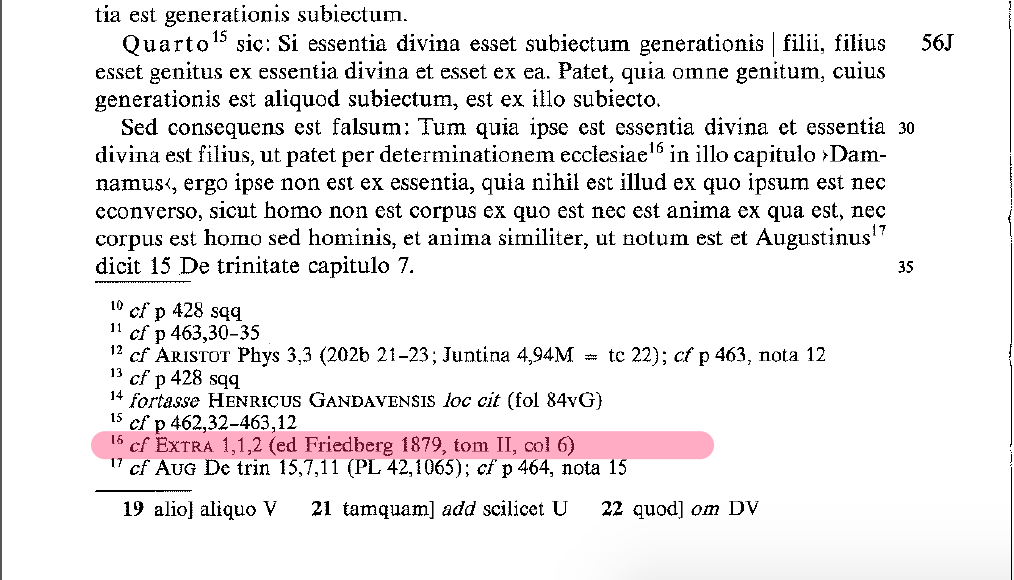 tia est generationis subiectum.
Quarto¹⁵ sic: Si essentia divina esset subiectum generationis | filii, filius 56J
esset genitus ex essentia divina et esset ex ea. Patet, quia omne genitum, cuius
generationis est aliquod subiectum, est ex illo subiecto.
Sed consequens est falsum: Tum quia ipse est essentia divina et essentia 30
divina est filius, ut patet per determinationem ecclesiae¹⁶ in illo capitulo ›Dam-
namus‹, ergo ipse non est ex essentia, quia nihil est illud ex quo ipsum est nec
econverso, sicut homo non est corpus ex quo est nec est anima ex qua est, nec
corpus est homo sed hominis, et anima similiter, ut notum est et Augustinus¹⁷
dicit 15 De trinitate capitulo 7. 35
¹⁰ cf p 428 sqq
¹¹ cf p 463,30–35
¹² cf ARISTOT Phys 3,3 (202b 21–23; Juntina 4,94M = tc 22); cf p 463, nota 12
¹³ cf p 428 sqq
¹⁴ fortasse HENRICUS GANDAVENSIS loc cit (fol 84vG)
¹⁵ cf p 462,32–463,12
¹⁶ cf EXTRA 1,1,2 (ed Friedberg 1879, tom II, col 6)
¹⁷ cf AUG De trin 15,7,11 (PL 42,1065); cf p 464, nota 15
19 alio] aliquo V 21 tamquam] add scilicet U 22 quod] om DV